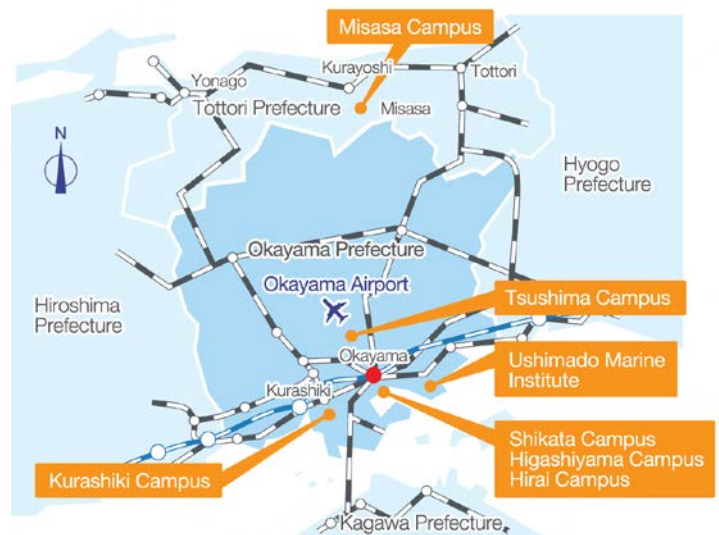 Misasa Campus
Kurayoshi
Tottori
Yonago
Tottori Prefecture
Misasa
N
Hyogo
Prefecture
Okayama Prefecture
Okayama Airport
Tsushima Campus
Hiroshima
Prefecture
Okayama
Ushimado Marine
Institute
Kurashiki
Shikata Campus
Higashiyama Campus
Hirai Campus
Kurashiki Campus
Kagawa Prefecture